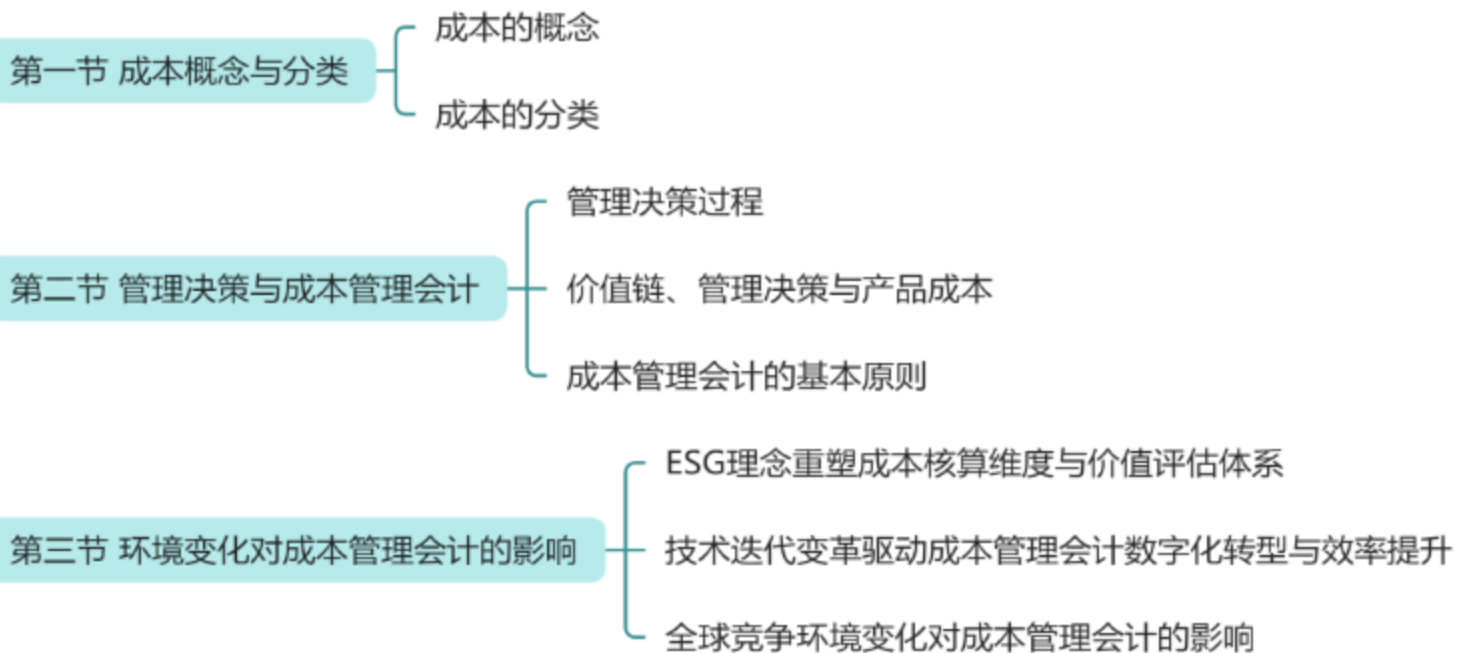 成本的概念
第一节 成本概念与分类
成本的分类
管理决策过程
第二节 管理决策与成本管理会计
价值链、管理决策与产品成本
成本管理会计的基本原则
ESG理念重塑成本核算维度与价值评估体系
第三节 环境变化对成本管理会计的影响
技术迭代变革驱动成本管理会计数字化转型与效率提升
全球竞争环境变化对成本管理会计的影响